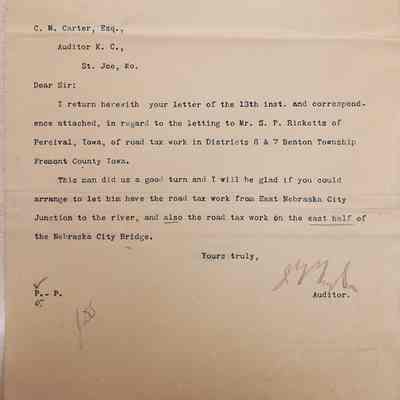 C. M. Carter, Esq.,
Auditor K. C.,
St. Joe, Mo.
Dear Sir:
I return herewith your letter of the 13th inst. and correspond-
ence attached, in regard to the letting to Mr. S. P. Ricketts of
Percival, Iowa, of road tax work in Districts 6 & 7 Benton Township
Fremont County Iowa.
This man did us a good turn and I will be glad if you could
arrange to let him have the road tax work from East Nebraska City
Junction to the river, and also the road tax work on the east half of
the Nebraska City Bridge.
Yours truly,
P.- P.
Auditor.